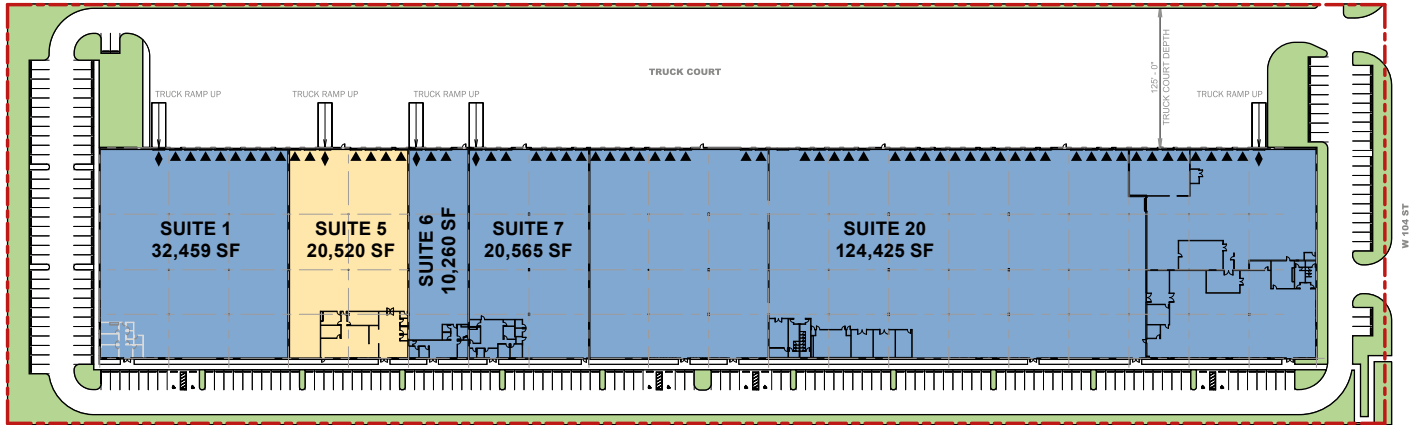 TRUCK COURT
125' - 0"
TRUCK COURT DEPTH
TRUCK RAMP UP
TRUCK RAMP UP
TRUCK RAMP UP
TRUCK RAMP UP
SUITE 1
32,459 SF
SUITE 5
20,520 SF
SUITE 6
10,260 SF
SUITE 7
20,565 SF
SUITE 20
124,425 SF
W 104 ST